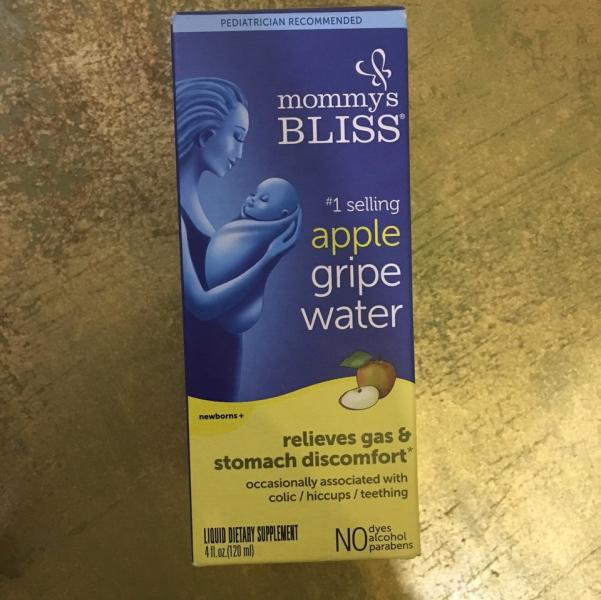 PEDIATRICIAN RECOMMENDED
mommy's
BLISS®
#1 selling
apple
gripe
water
newborns +
relieves gas &
stomach discomfort*
occasionally associated with
colic / hiccups / teething
LIQUID DIETARY SUPPLEMENT
4 fl.oz.(120 ml)
NO dyes
alcohol
parabens